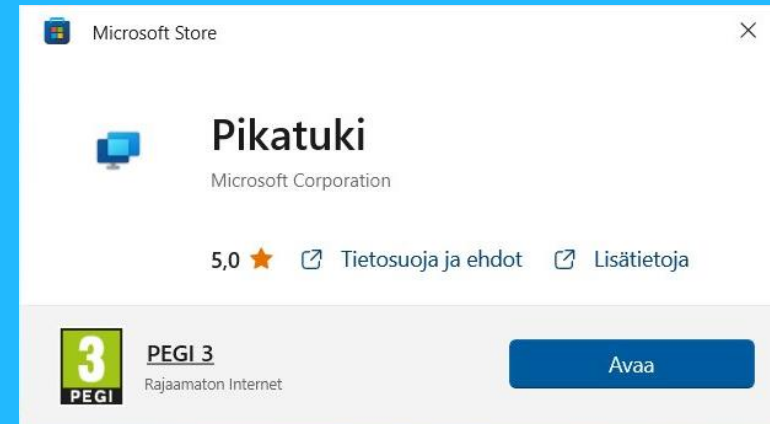 Microsoft Store
Pikatuki
Microsoft Corporation
5,0 Tietosuoja ja ehdot Lisätietoja
3
PEGI
PEGI 3
Rajaamaton Internet
Avaa